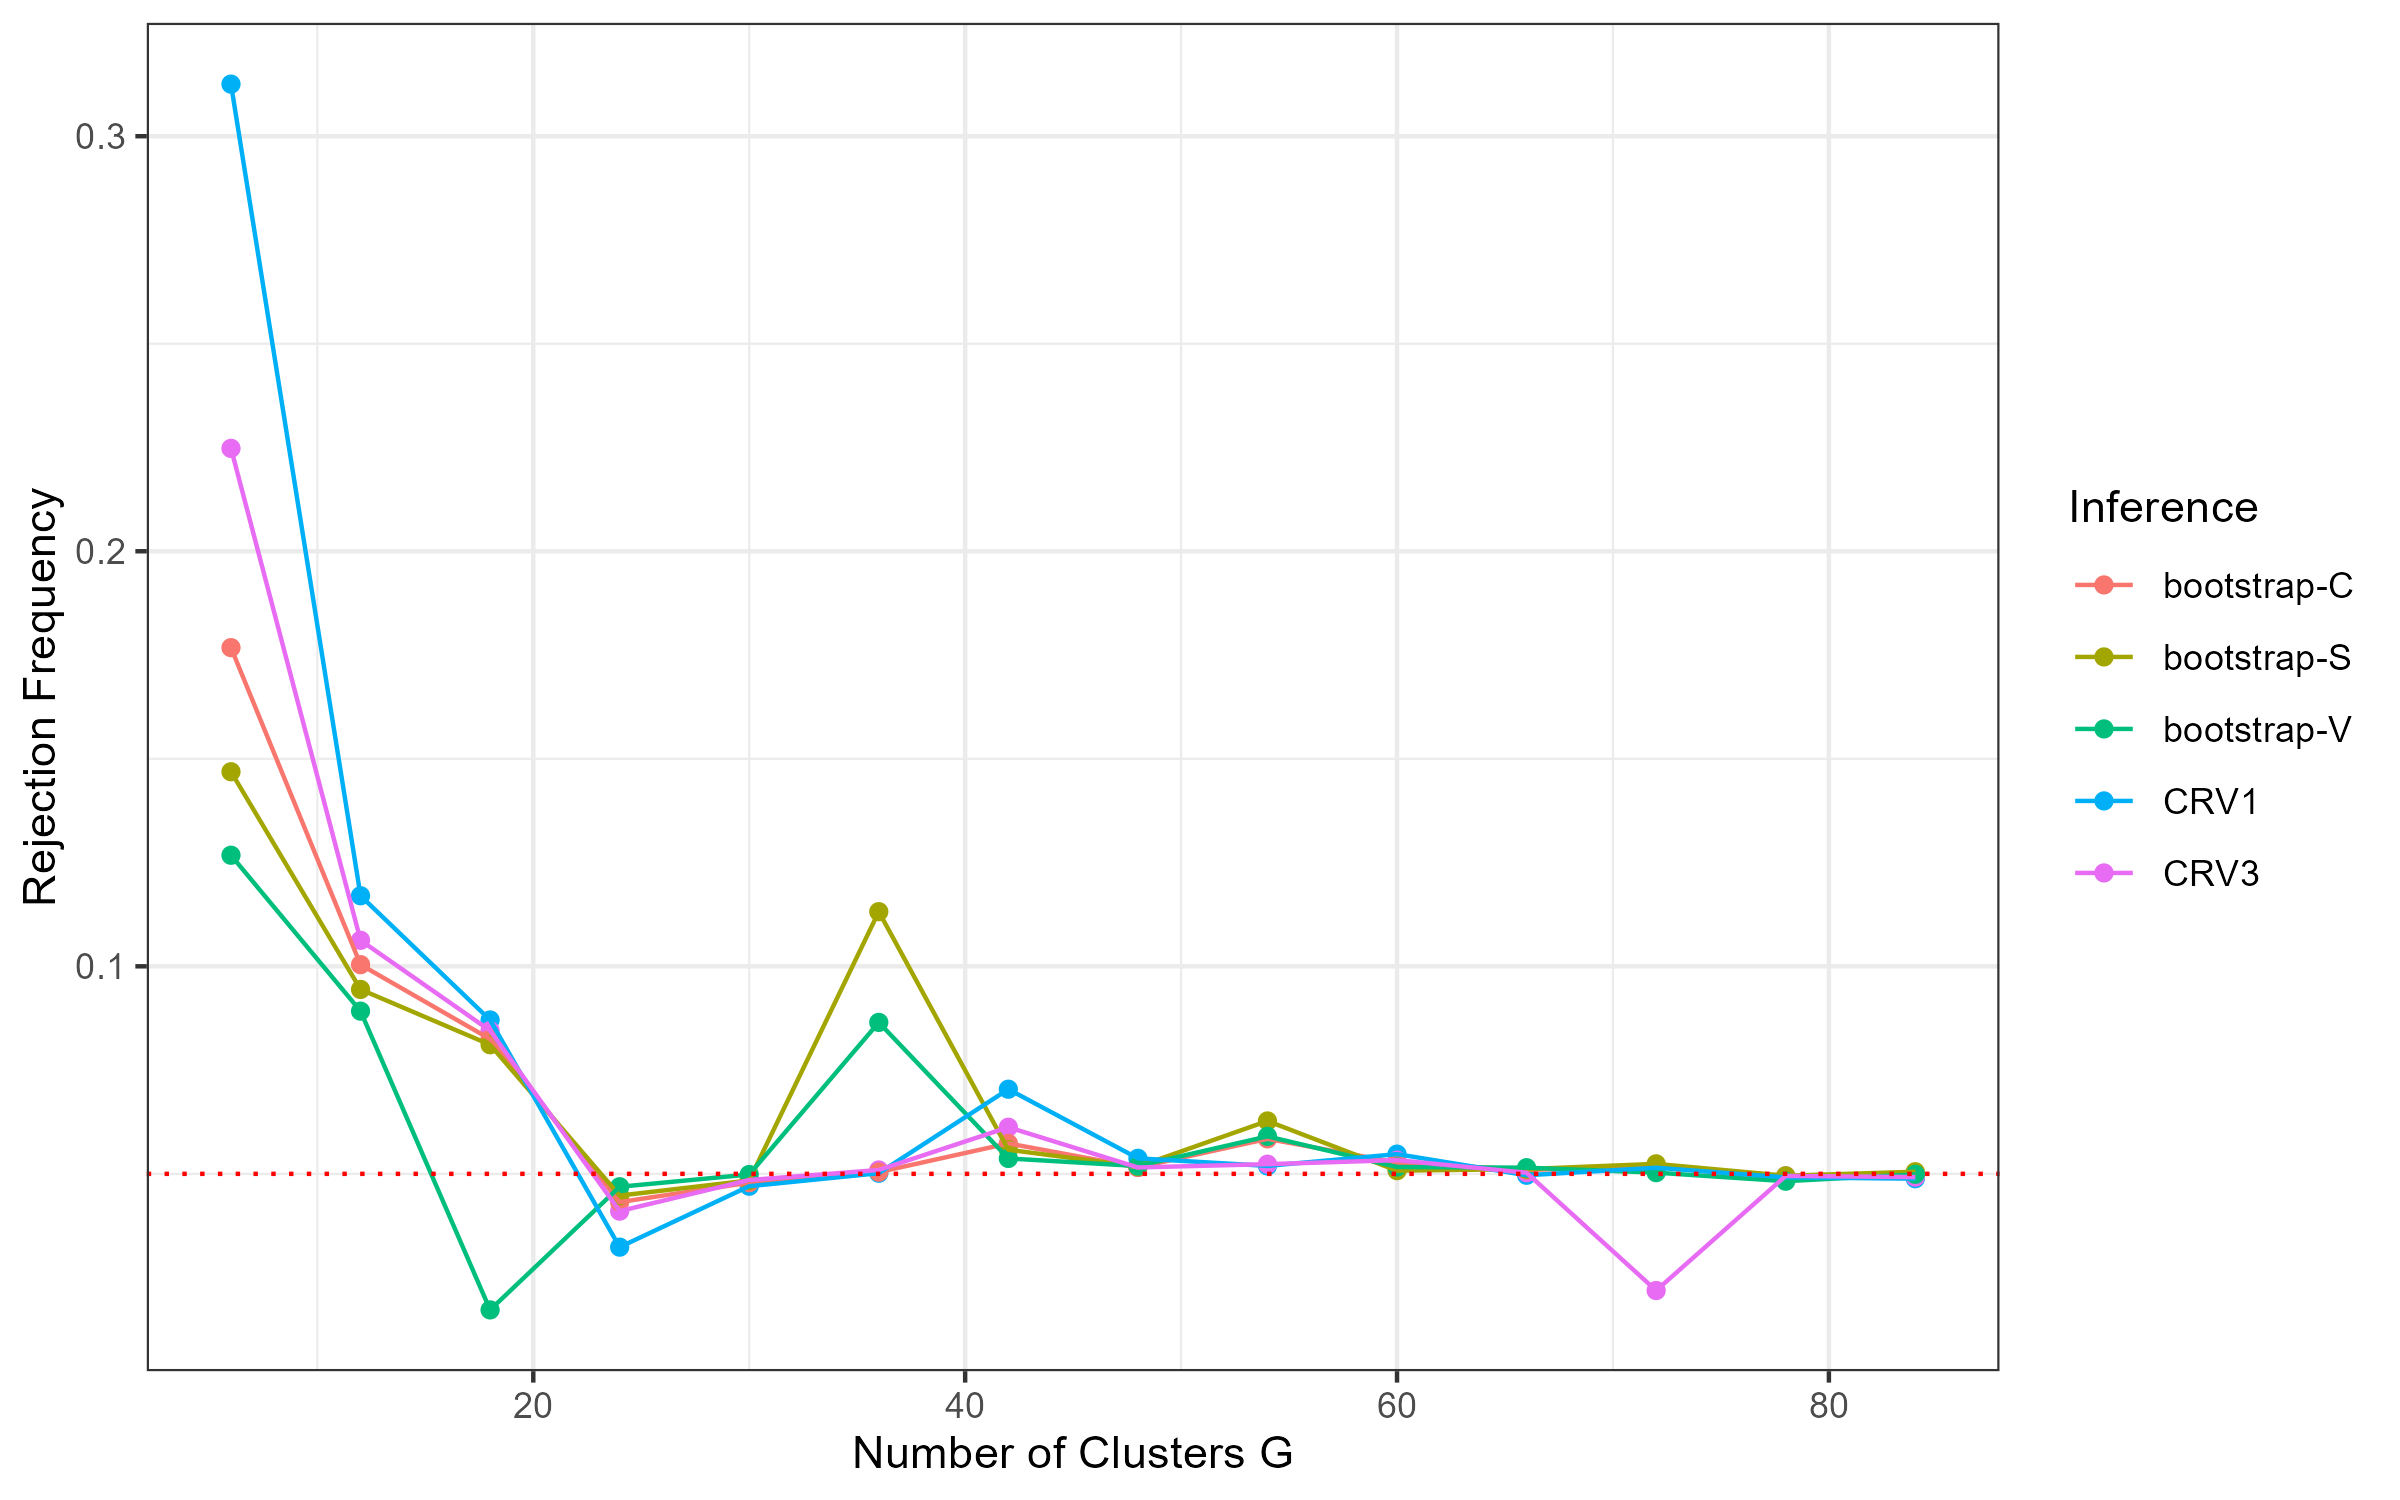 Rejection Frequency
0.3
0.2
0.1
20
40
60
80
Number of Clusters G
Inference
bootstrap-C
bootstrap-S
bootstrap-V
CRV1
CRV3